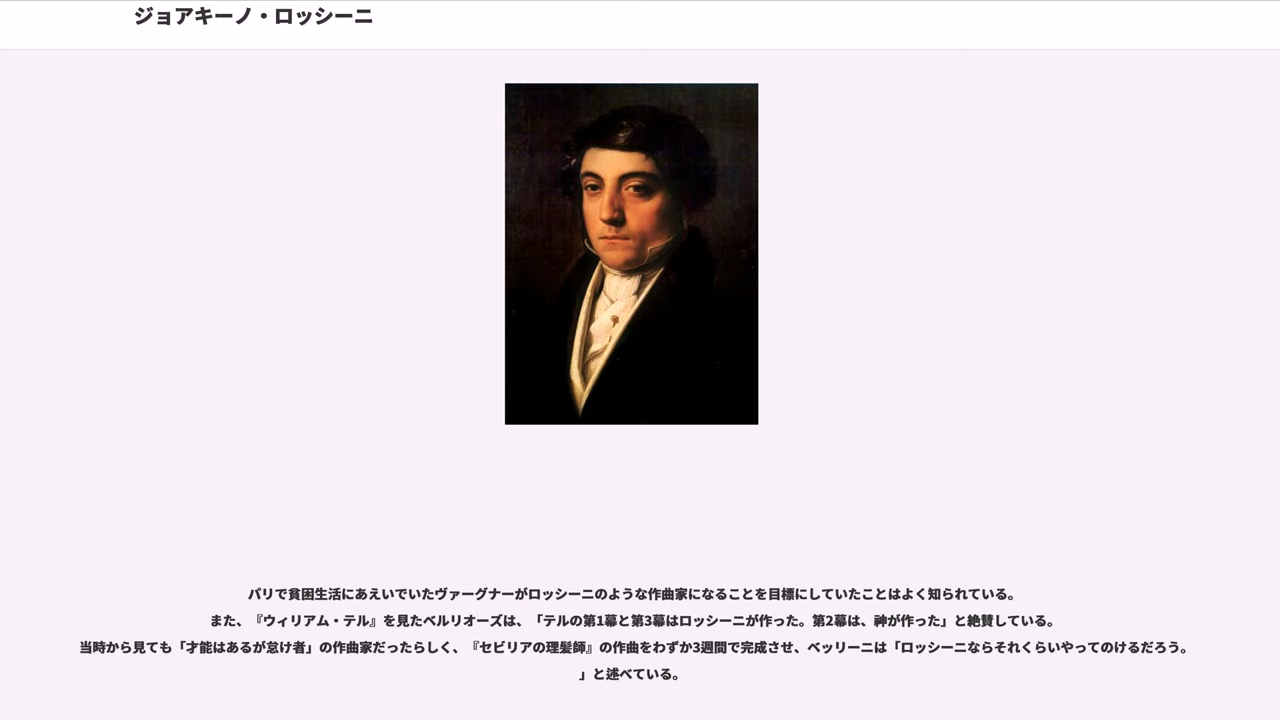 ジョアキーノ・ロッシーニ
パリで貧困生活にあえいでいたヴァーグナーがロッシーニのような作曲家になることを目標にしていたことはよく知られている。
また、『ウィリアム・テル』を見たベルリオーズは、「テルの第1幕と第3幕はロッシーニが作った。第2幕は、神が作った」と絶賛している。
当時から見ても「才能はあるが怠け者」の作曲家だったらしく、『セビリアの理髪師』の作曲をわずか3週間で完成させ、ベッリーニは「ロッシーニならそれくらいやってのけるだろう。
」と述べている。